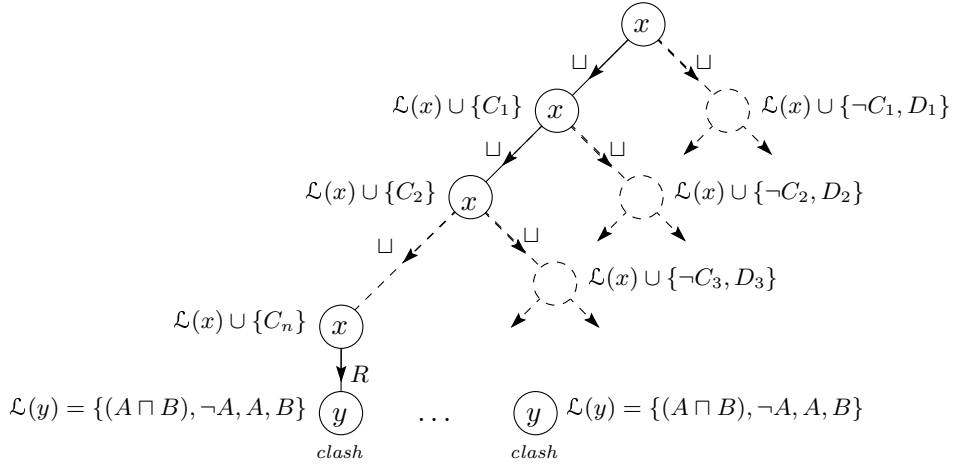 x
⊔ ⊔
ℒ(x) ∪ {C₁} x ℒ(x) ∪ {¬C₁, D₁}
⊔ ⊔
ℒ(x) ∪ {C₂} x ℒ(x) ∪ {¬C₂, D₂}
⊔ ⊔
ℒ(x) ∪ {¬C₃, D₃}
ℒ(x) ∪ {Cₙ} x
R
ℒ(y) = {(A ⊓ B), ¬A, A, B} y … y ℒ(y) = {(A ⊓ B), ¬A, A, B}
clash clash